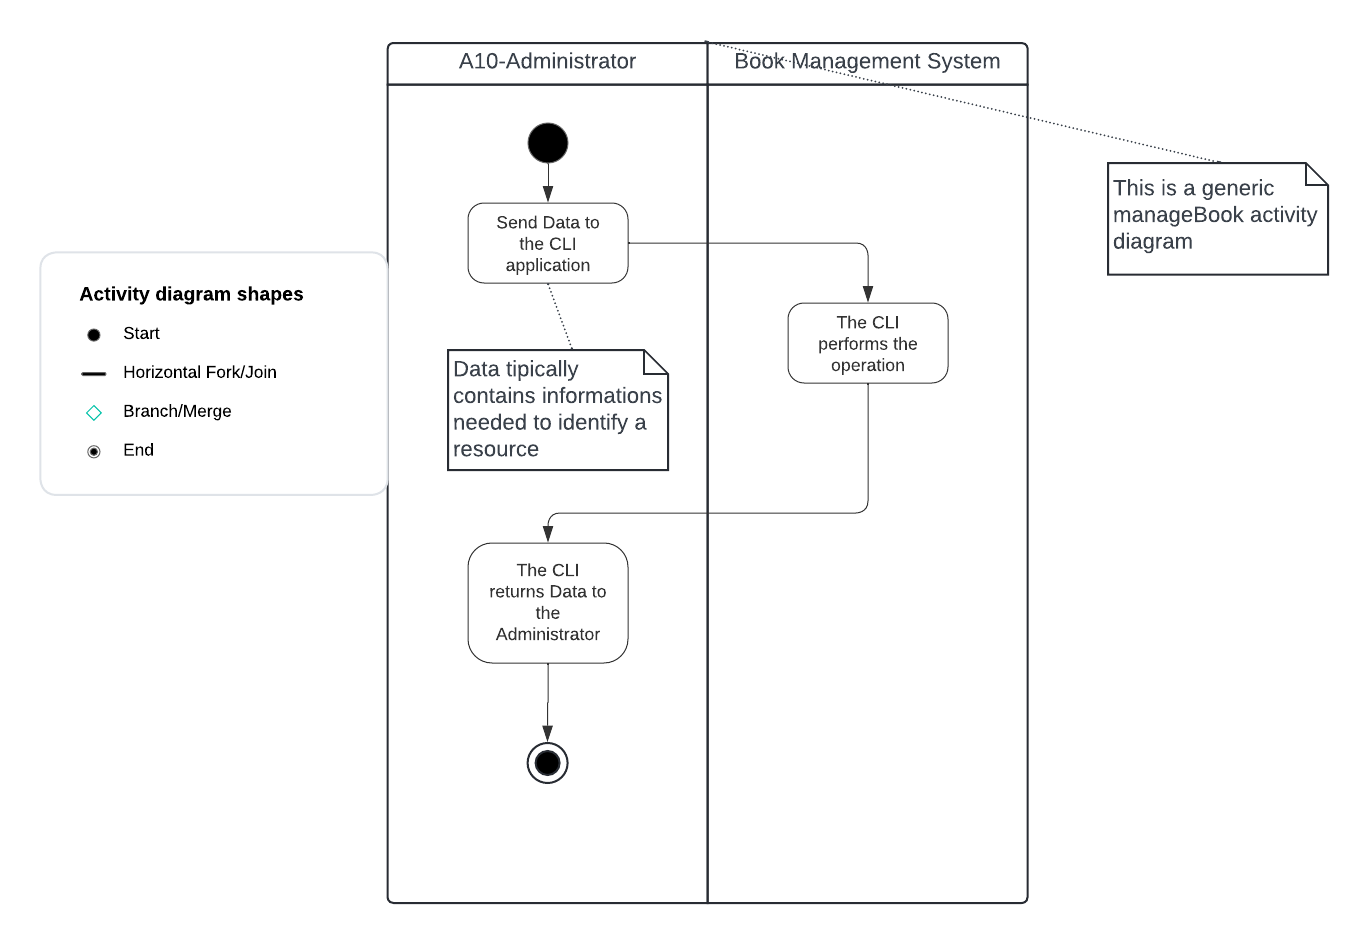 A10-Administrator
Book Management System
Send Data to
the CLI
application
This is a generic
manageBook activity
diagram
Activity diagram shapes
Start
Horizontal Fork/Join
Branch/Merge
End
The CLI
performs the
operation
Data tipically
contains informations
needed to identify a
resource
The CLI
returns Data to
the
Administrator